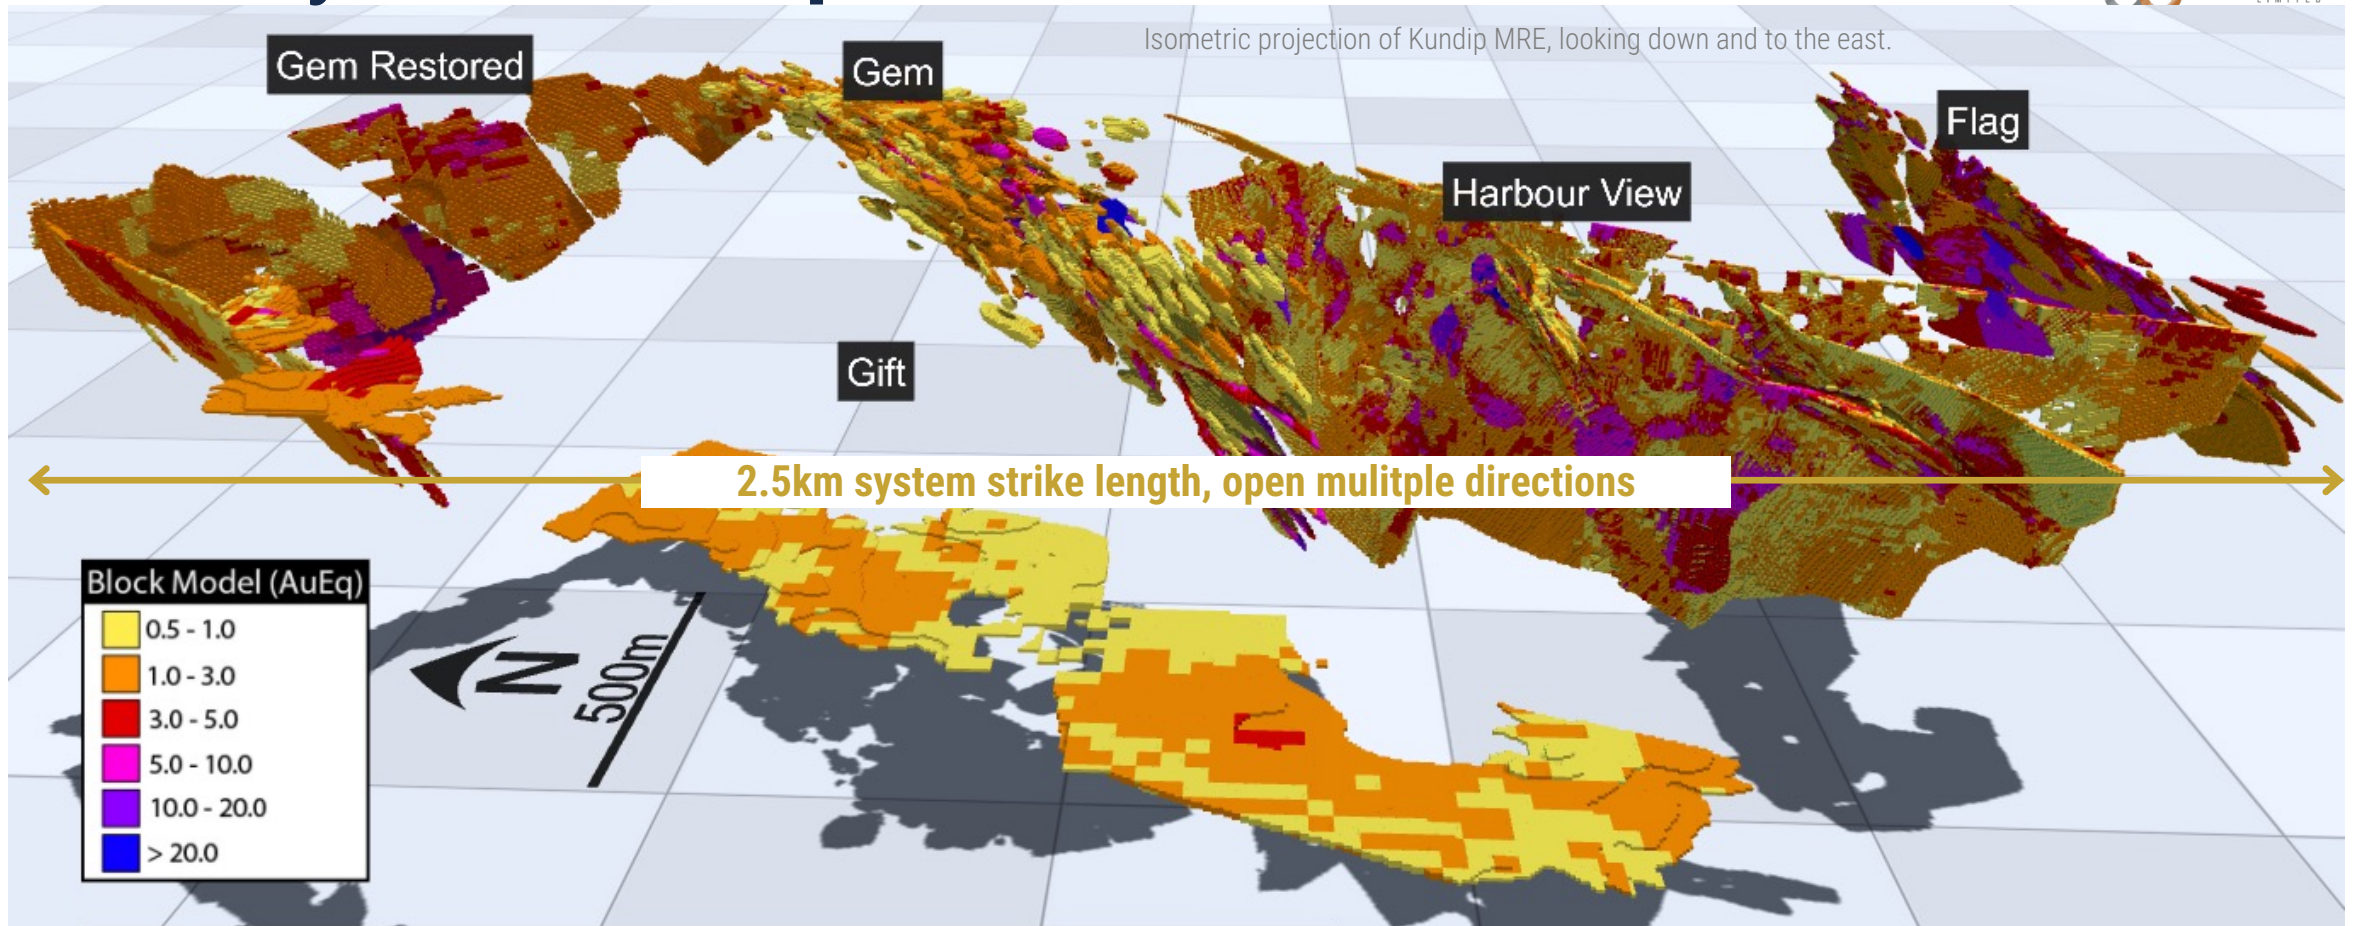 Isometric projection of Kundip MRE, looking down and to the east.
Gem Restored
Gem
Flag
Harbour View
Gift
2.5km system strike length, open mulitple directions
Block Model (AuEq)
0.5 - 1.0
1.0 - 3.0
3.0 - 5.0
5.0 - 10.0
10.0 - 20.0
> 20.0
N
500m